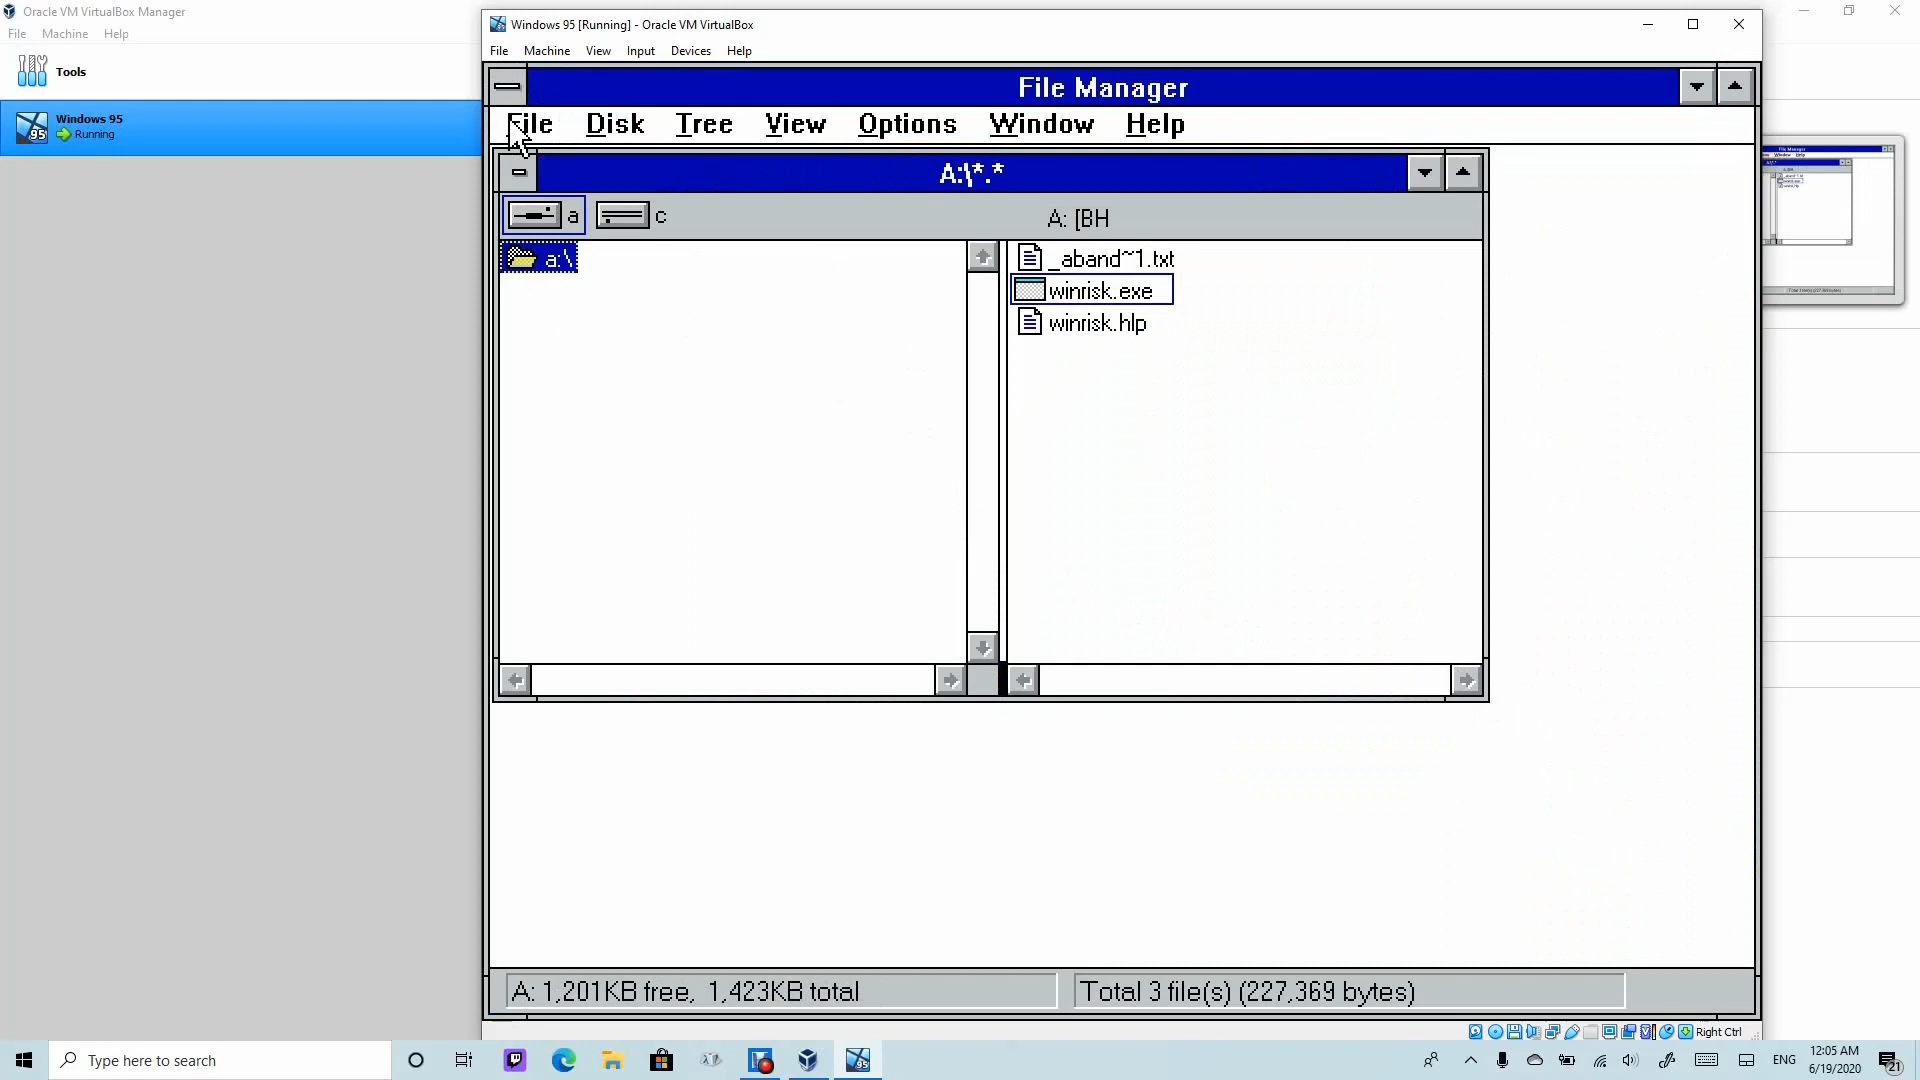 Oracle VM VirtualBox Manager
File Machine Help
Tools
Windows 95
Running
Windows 95 [Running] - Oracle VM VirtualBox
File Machine View Input Devices Help
File Manager
File Disk Tree View Options Window Help
A:\*.*
a c A: [BH
a:\
_aband~1.txt
winrisk.exe
winrisk.hlp
A: 1,201KB free, 1,423KB total
Total 3 file(s) (227,369 bytes)
Right Ctrl
Type here to search
ENG
12:05 AM
6/19/2020
21